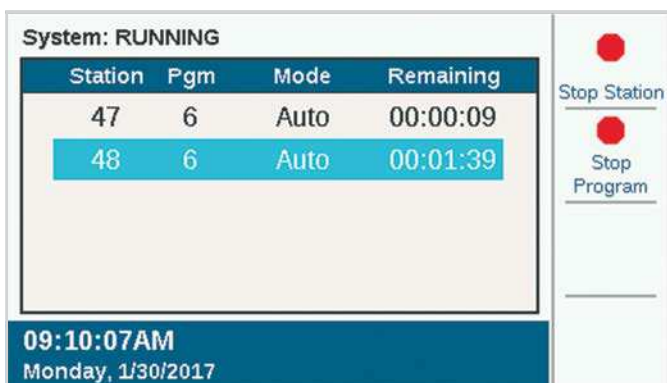 System: RUNNING
Station Pgm Mode Remaining
47 6 Auto 00:00:09
48 6 Auto 00:01:39
Stop Station
Stop
Program
09:10:07AM
Monday, 1/30/2017